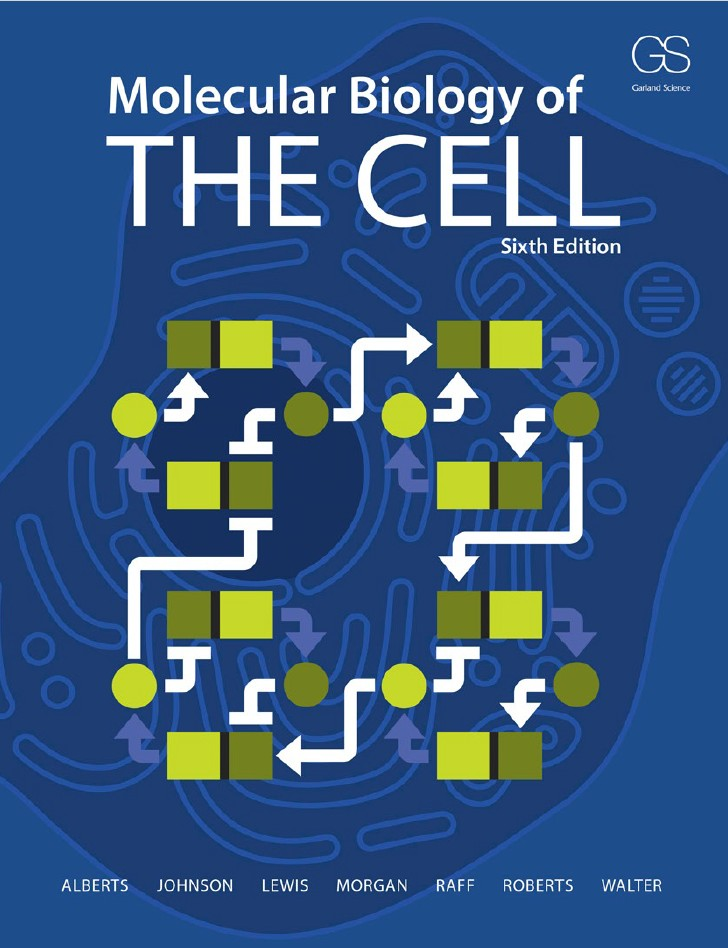 GS
Garland Science
Molecular Biology of
THE CELL
Sixth Edition
ALBERTS JOHNSON LEWIS MORGAN RAFF ROBERTS WALTER